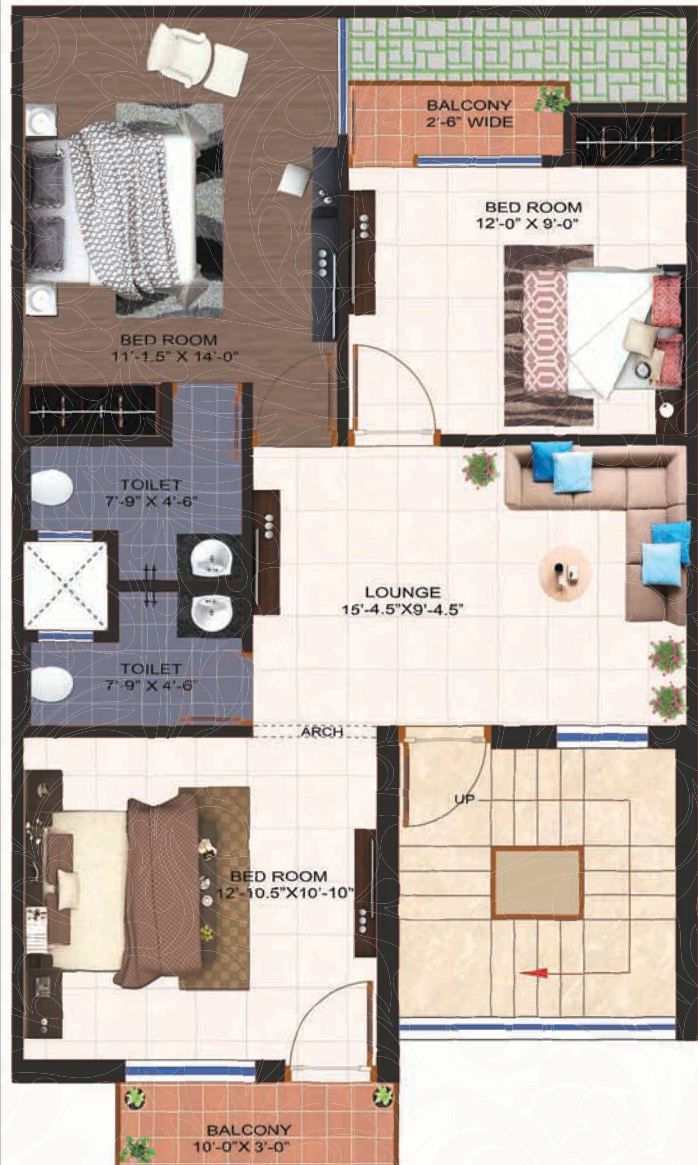 BALCONY
2'-6" WIDE
BED ROOM
12'-0" X 9'-0"
BED ROOM
11'-1.5" X 14'-0"
TOILET
7'-9" X 4'-6"
LOUNGE
15'-4.5"X9'-4.5"
TOILET
7'-9" X 4'-6"
ARCH
UP
BED ROOM
12'-10.5"X10'-10"
BALCONY
10'-0"X 3'-0"